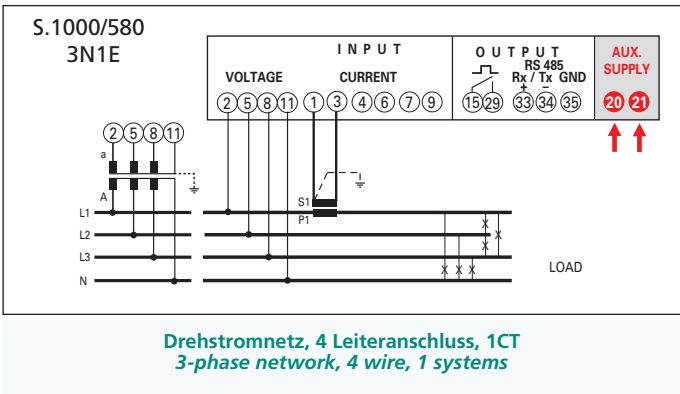 S.1000/580
3N1E
INPUT
VOLTAGE
CURRENT
2 5 8 11 1 3 4 6 7 9
OUTPUT
RS 485
Rx / Tx GND
+ −
15 29 33 34 35
AUX.
SUPPLY
20 21
2 5 8 11
a
A
S1
P1
L1
L2
L3
N
X
X X
X
X X X
LOAD
Drehstromnetz, 4 Leiteranschluss, 1CT
3-phase network, 4 wire, 1 systems